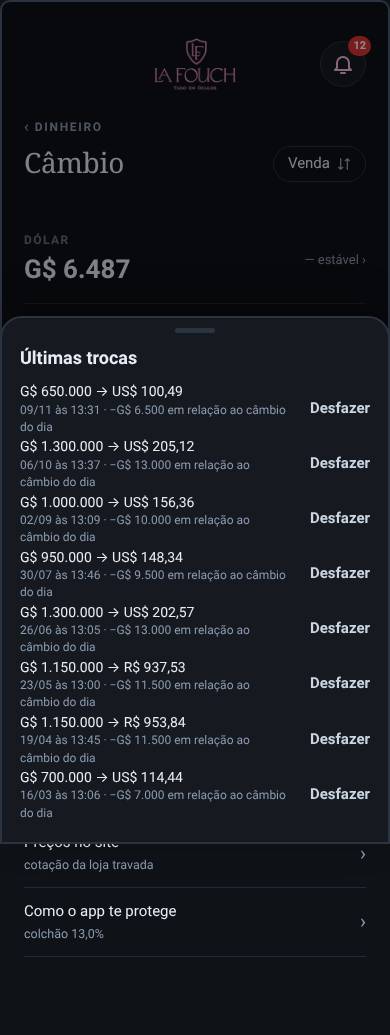 LF
LA FOUCH
Tudo em Óculos
12
‹ DINHEIRO
Câmbio
Venda ↓↑
DÓLAR
G$ 6.487
— estável ›
Últimas trocas
G$ 650.000 → US$ 100,49
09/11 às 13:31 · −G$ 6.500 em relação ao câmbio
do dia
Desfazer
G$ 1.300.000 → US$ 205,12
06/10 às 13:37 · −G$ 13.000 em relação ao
câmbio do dia
Desfazer
G$ 1.000.000 → US$ 156,36
02/09 às 13:09 · −G$ 10.000 em relação ao
câmbio do dia
Desfazer
G$ 950.000 → US$ 148,34
30/07 às 13:46 · −G$ 9.500 em relação ao câmbio
do dia
Desfazer
G$ 1.300.000 → US$ 202,57
26/06 às 13:05 · −G$ 13.000 em relação ao
câmbio do dia
Desfazer
G$ 1.150.000 → R$ 937,53
23/05 às 13:00 · −G$ 11.500 em relação ao
câmbio do dia
Desfazer
G$ 1.150.000 → R$ 953,84
19/04 às 13:45 · −G$ 11.500 em relação ao
câmbio do dia
Desfazer
G$ 700.000 → US$ 114,44
16/03 às 13:06 · −G$ 7.000 em relação ao câmbio
do dia
Desfazer
Preços no site
cotação da loja travada
›
Como o app te protege
colchão 13,0%
›